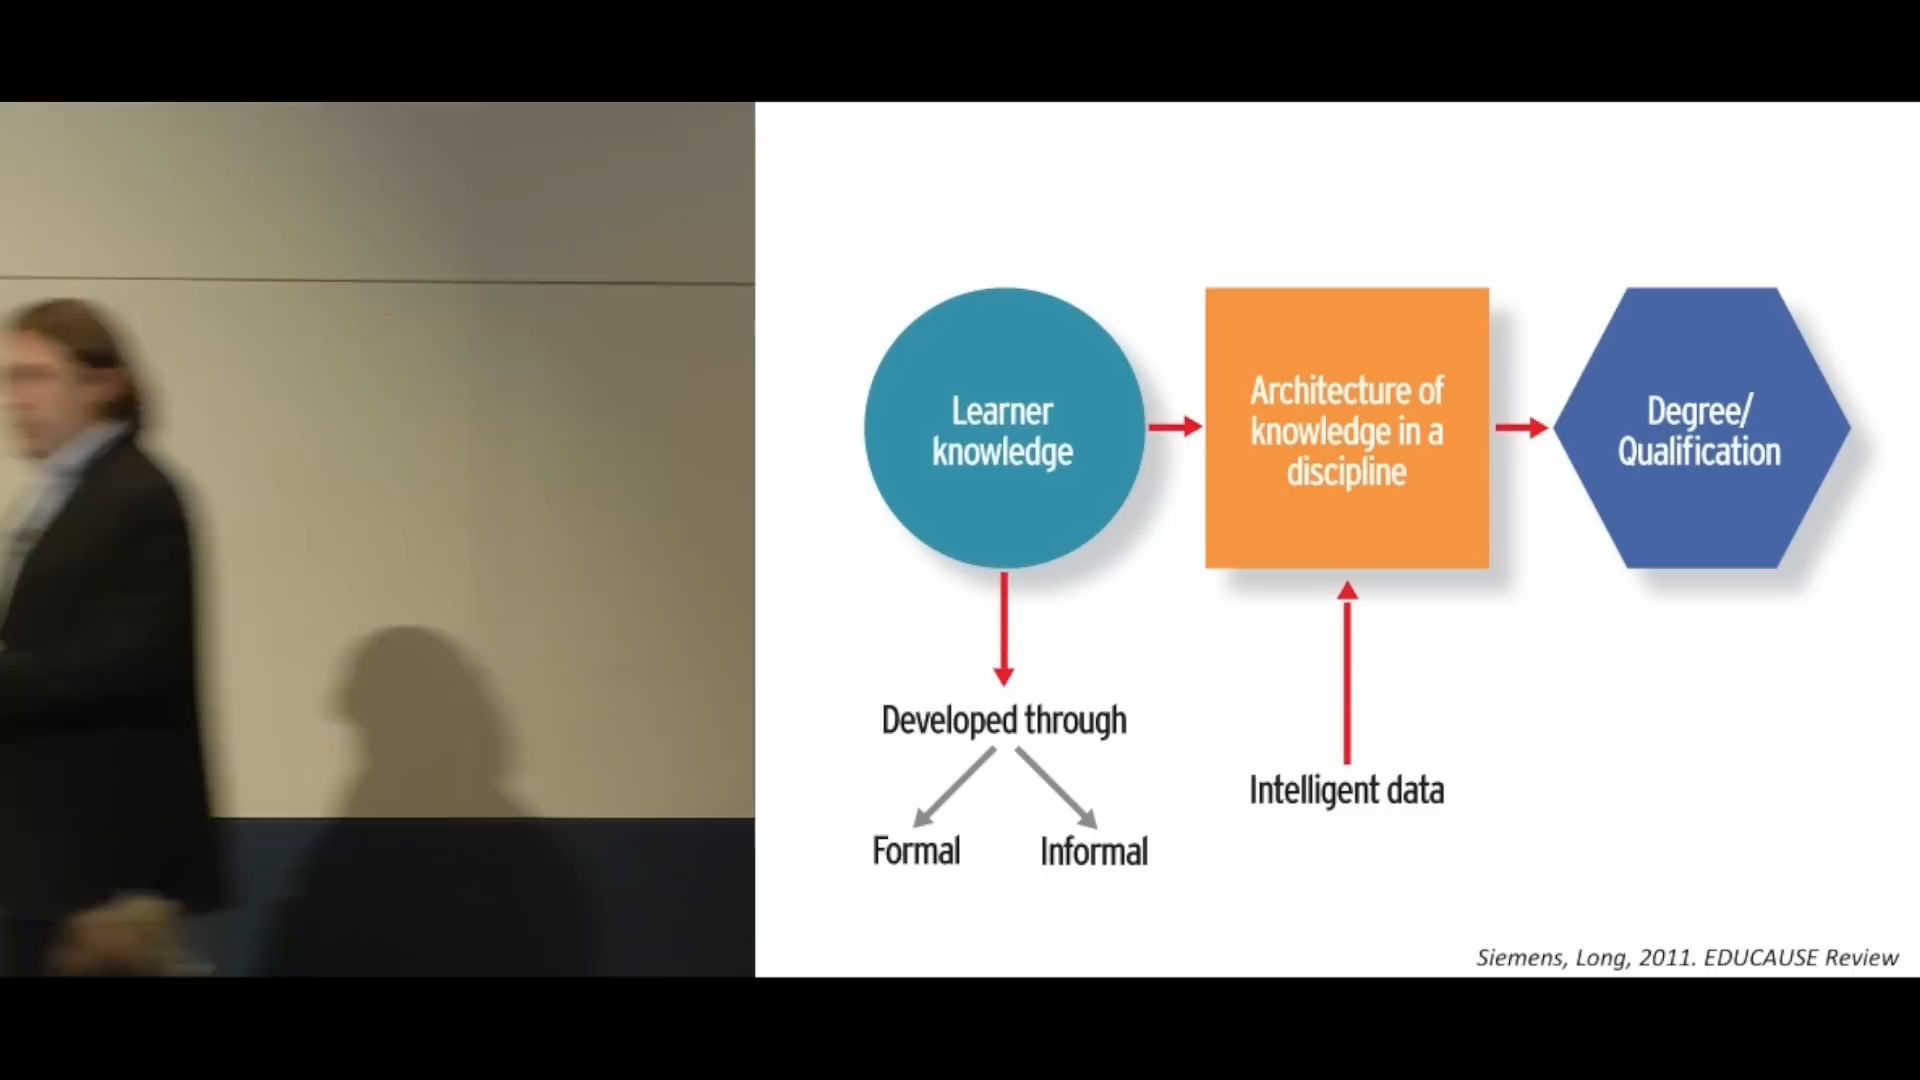 Learner
knowledge
Architecture of
knowledge in a
discipline
Degree/
Qualification
Developed through
Formal
Informal
Intelligent data
Siemens, Long, 2011. EDUCAUSE Review